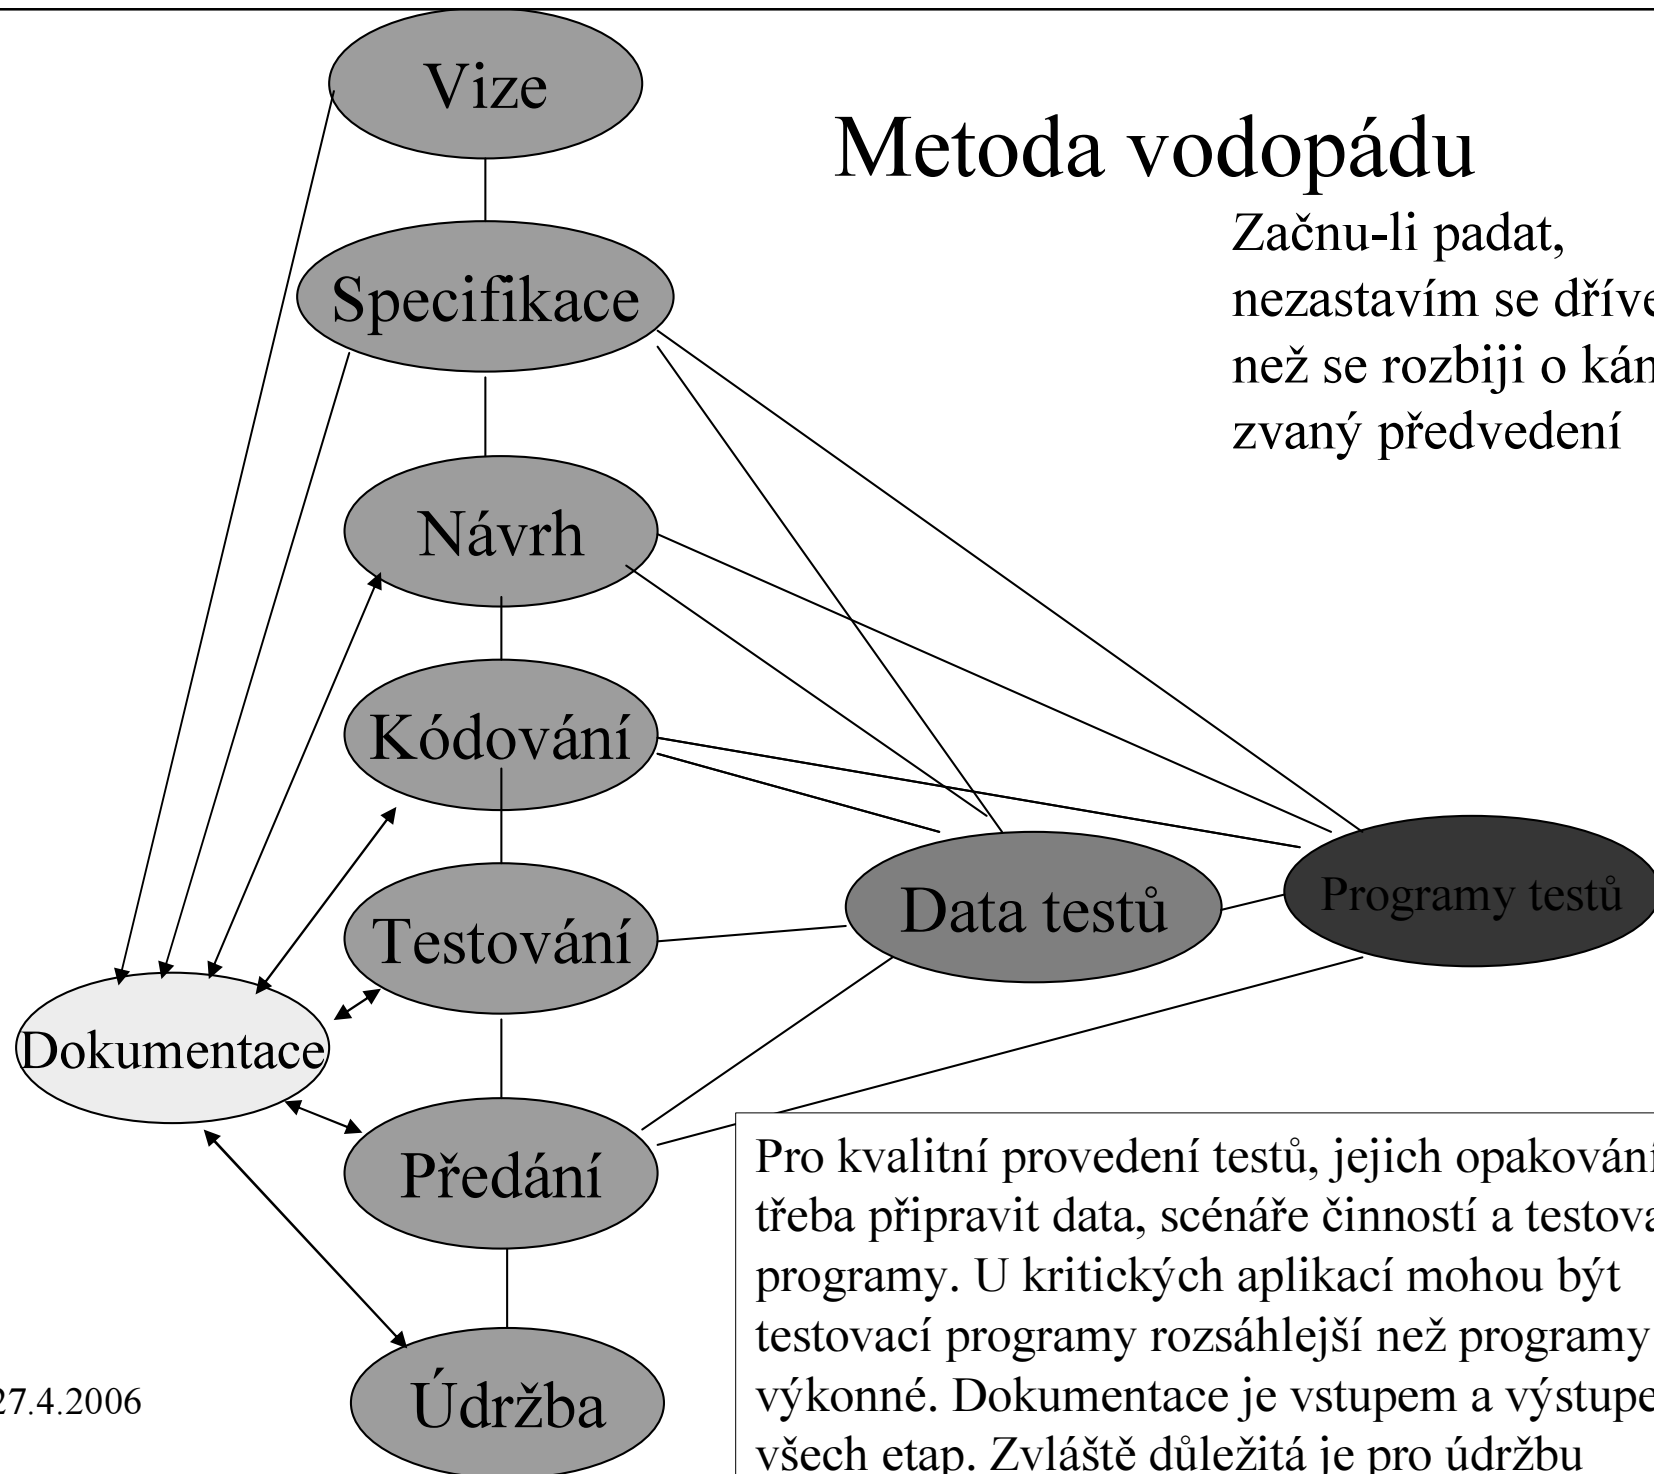 Vize
Metoda vodopádu
Začnu-li padat,
nezastavím se dříve
než se rozbiji o kám
zvaný předvedení
Specifikace
Návrh
Kódování
Testování
Data testů
Programy testů
Dokumentace
Předání
Pro kvalitní provedení testů, jejich opakování
třeba připravit data, scénáře činností a testova
programy. U kritických aplikací mohou být
testovací programy rozsáhlejší než programy
výkonné. Dokumentace je vstupem a výstupe
všech etap. Zvláště důležitá je pro údržbu
Údržba
27.4.2006